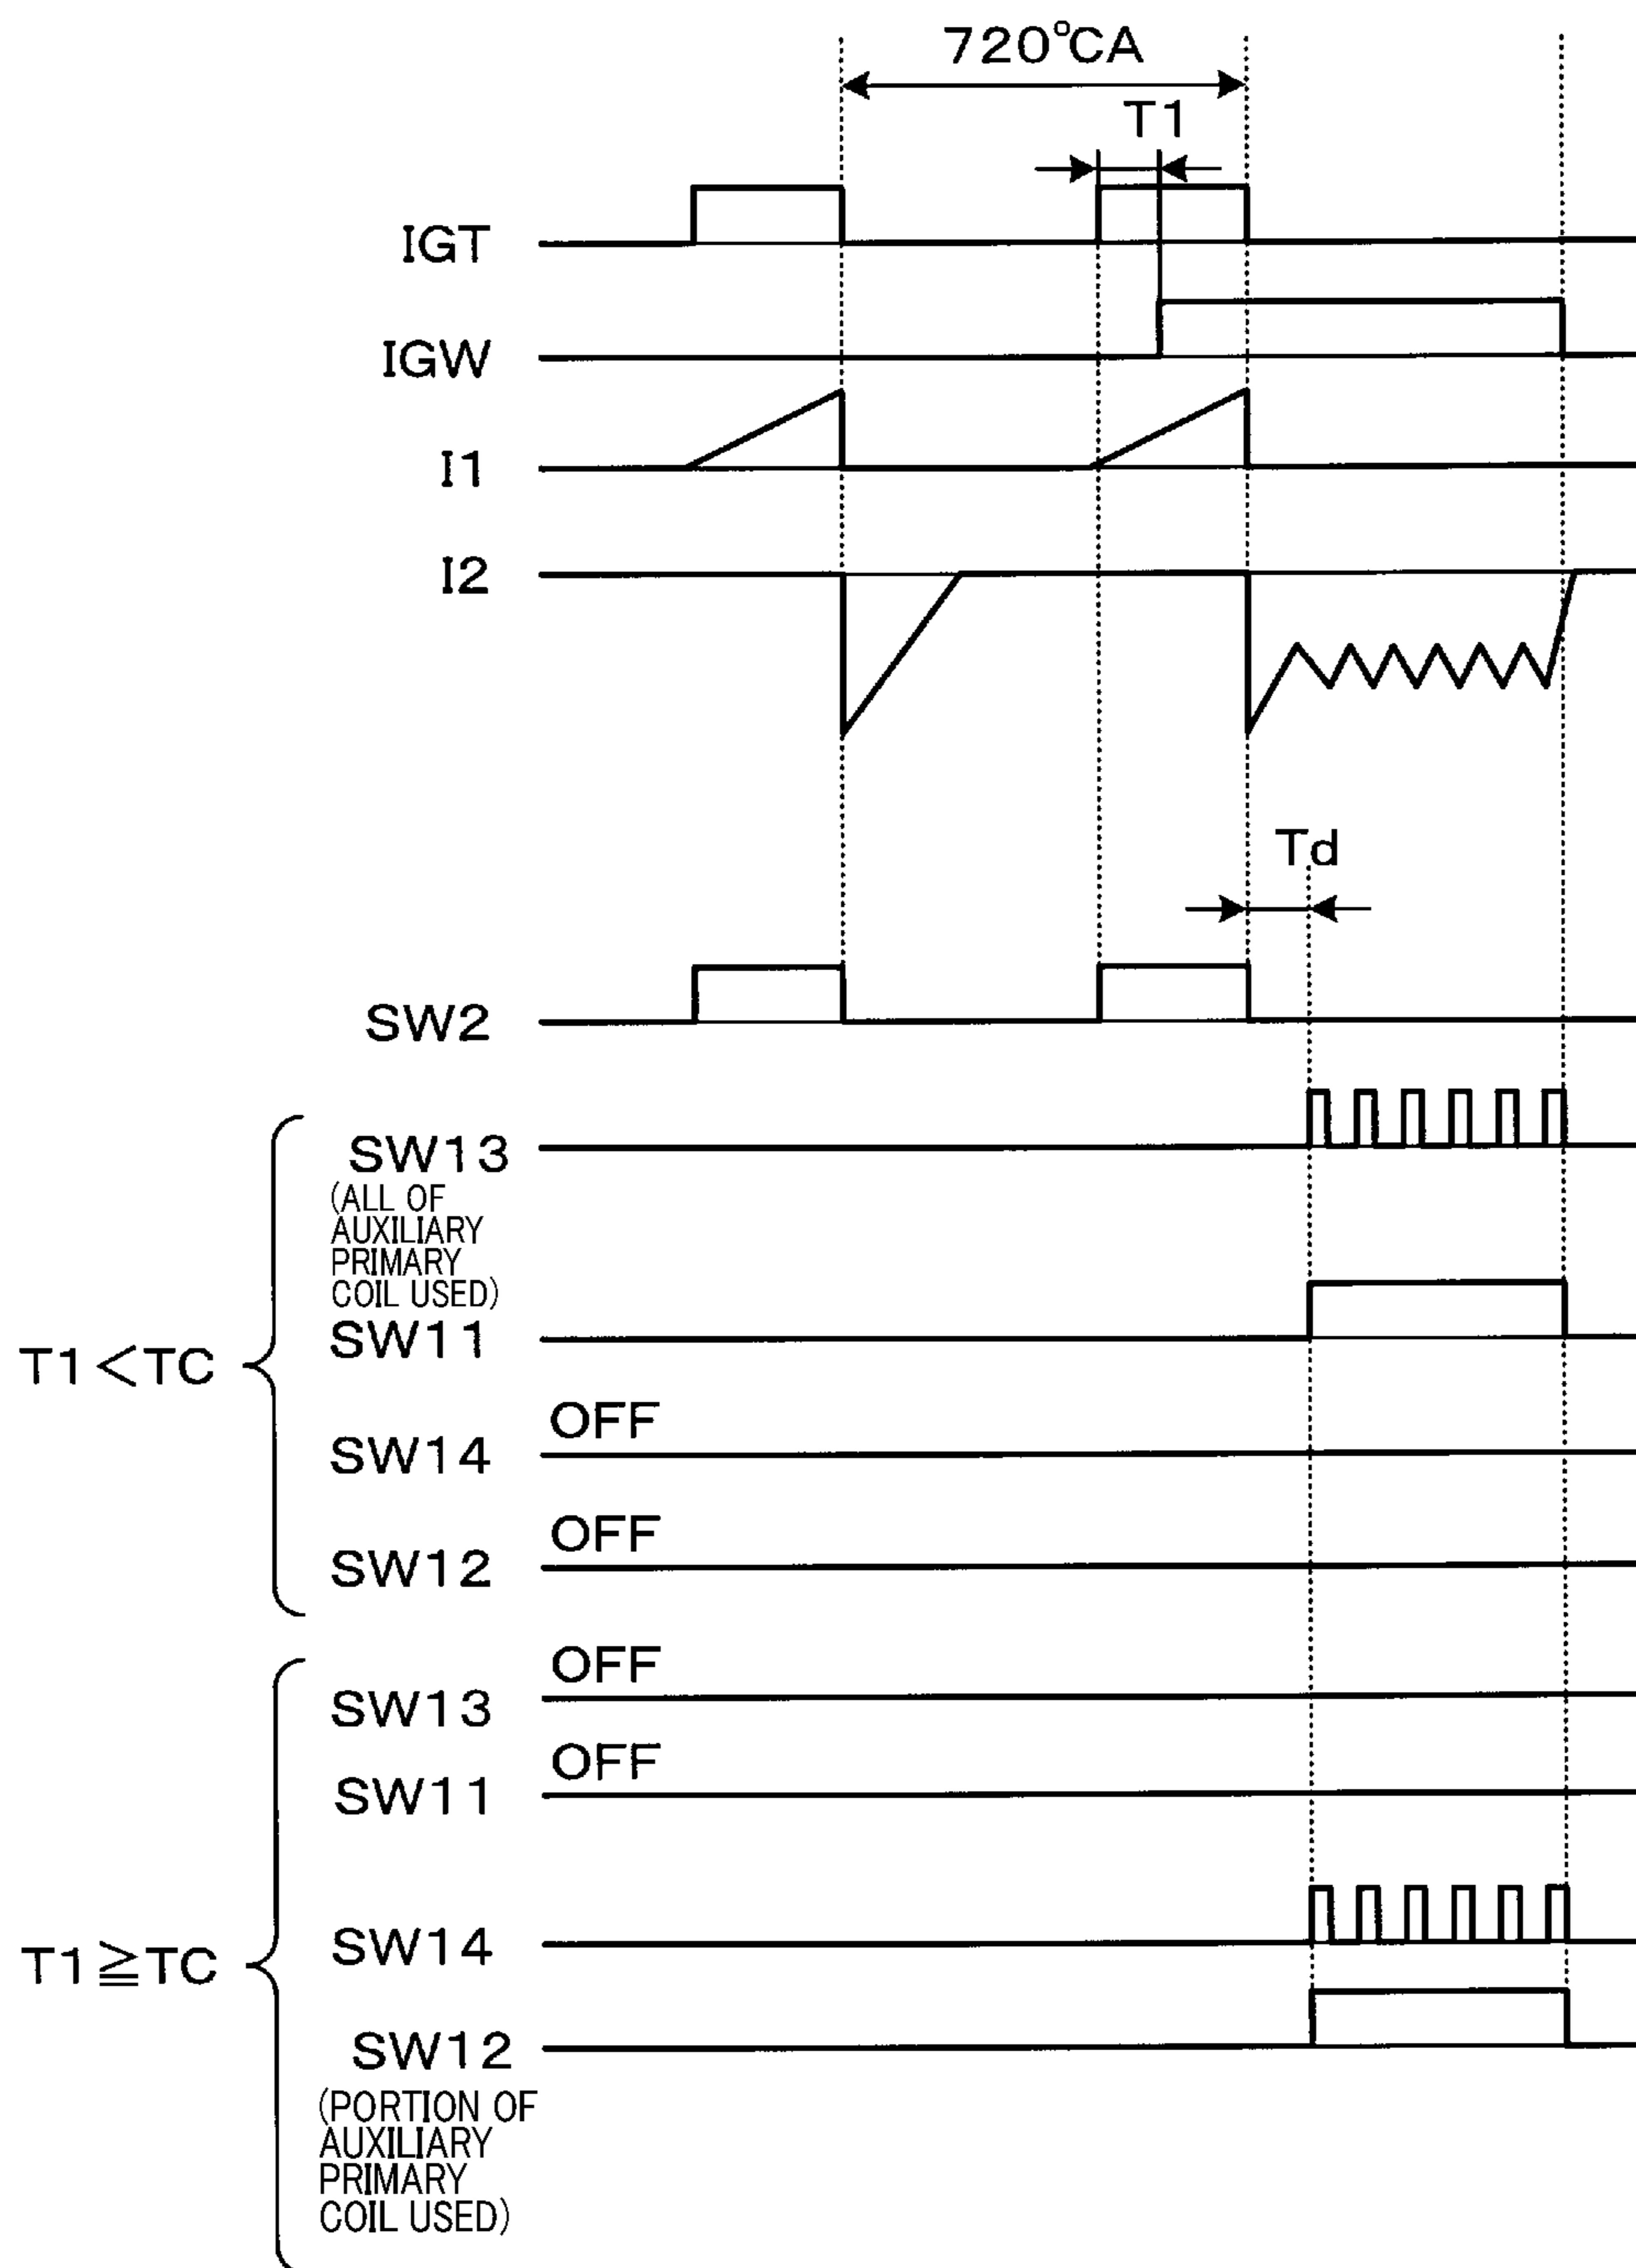 720°CA
T1
IGT
IGW
I1
I2
Td
SW2
SW13
(ALL OF
AUXILIARY
PRIMARY
COIL USED)
SW11
T1<TC
OFF
SW14
OFF
SW12
OFF
SW13
OFF
SW11
SW14
T1≧TC
SW12
(PORTION OF
AUXILIARY
PRIMARY
COIL USED)